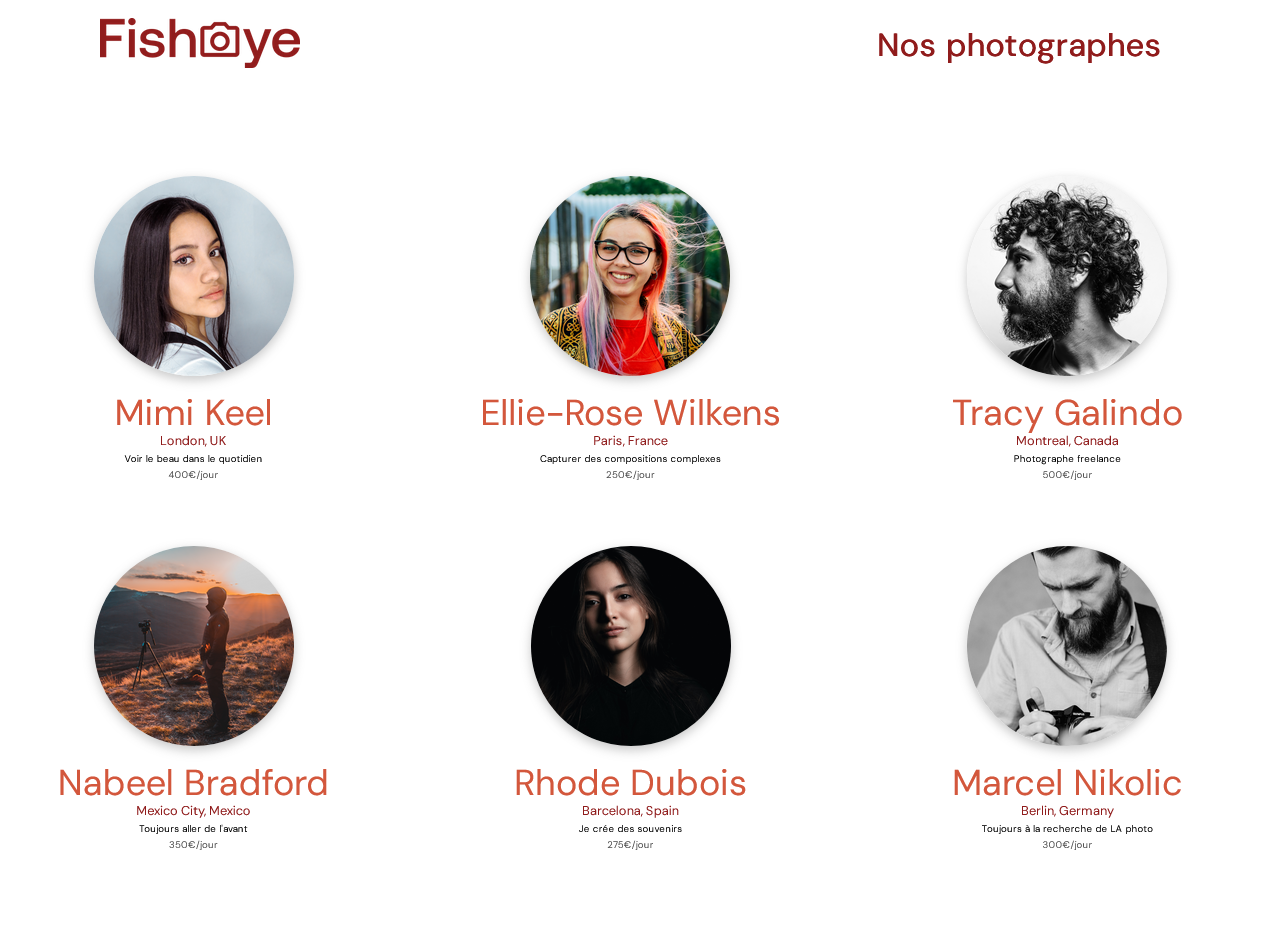 Fisheye
Nos photographes
Mimi Keel
London, UK
Voir le beau dans le quotidien
400€/jour
Ellie-Rose Wilkens
Paris, France
Capturer des compositions complexes
250€/jour
Tracy Galindo
Montreal, Canada
Photographe freelance
500€/jour
Nabeel Bradford
Mexico City, Mexico
Toujours aller de l'avant
350€/jour
Rhode Dubois
Barcelona, Spain
Je crée des souvenirs
275€/jour
Marcel Nikolic
Berlin, Germany
Toujours à la recherche de LA photo
300€/jour